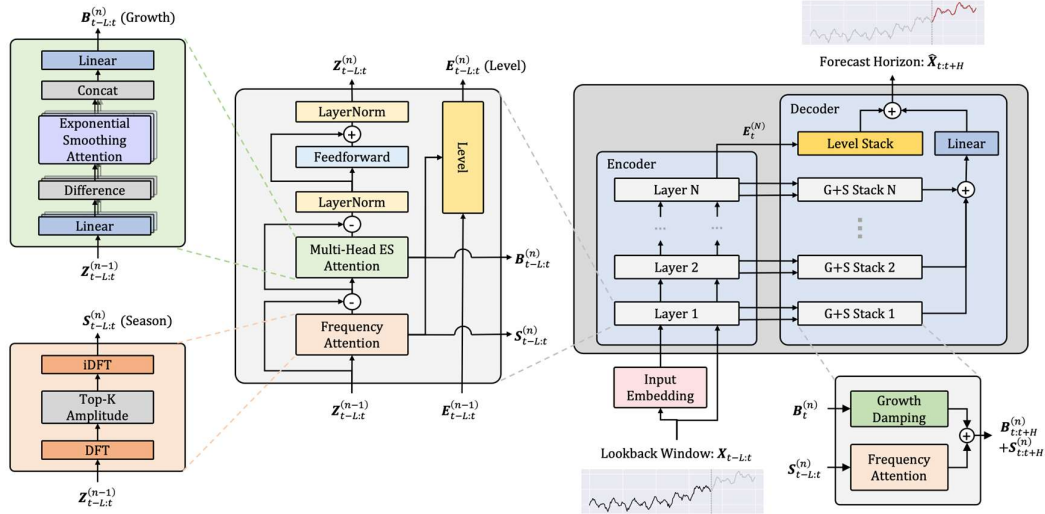 B_{t-L:t}^{(n)} (Growth)
Linear
Concat
Exponential
Smoothing
Attention
Difference
Linear
Z_{t-L:t}^{(n-1)}
S_{t-L:t}^{(n)} (Season)
iDFT
Top-K
Amplitude
DFT
Z_{t-L:t}^{(n-1)}
Z_{t-L:t}^{(n)}
E_{t-L:t}^{(n)} (Level)
LayerNorm
+
Feedforward
Level
LayerNorm
-
Multi-Head ES
Attention
B_{t-L:t}^{(n)}
-
Frequency
Attention
S_{t-L:t}^{(n)}
Z_{t-L:t}^{(n-1)}
E_{t-L:t}^{(n-1)}
Forecast Horizon: X̂_{t:t+H}
Decoder
+
E_t^{(N)}
Level Stack
Linear
Encoder
Layer N
G+S Stack N
+
...
...
⋮
Layer 2
G+S Stack 2
Layer 1
G+S Stack 1
Input
Embedding
Lookback Window: X_{t-L:t}
B_t^{(n)}
Growth
Damping
+
B_{t:t+H}^{(n)}
+S_{t:t+H}^{(n)}
S_{t-L:t}^{(n)}
Frequency
Attention